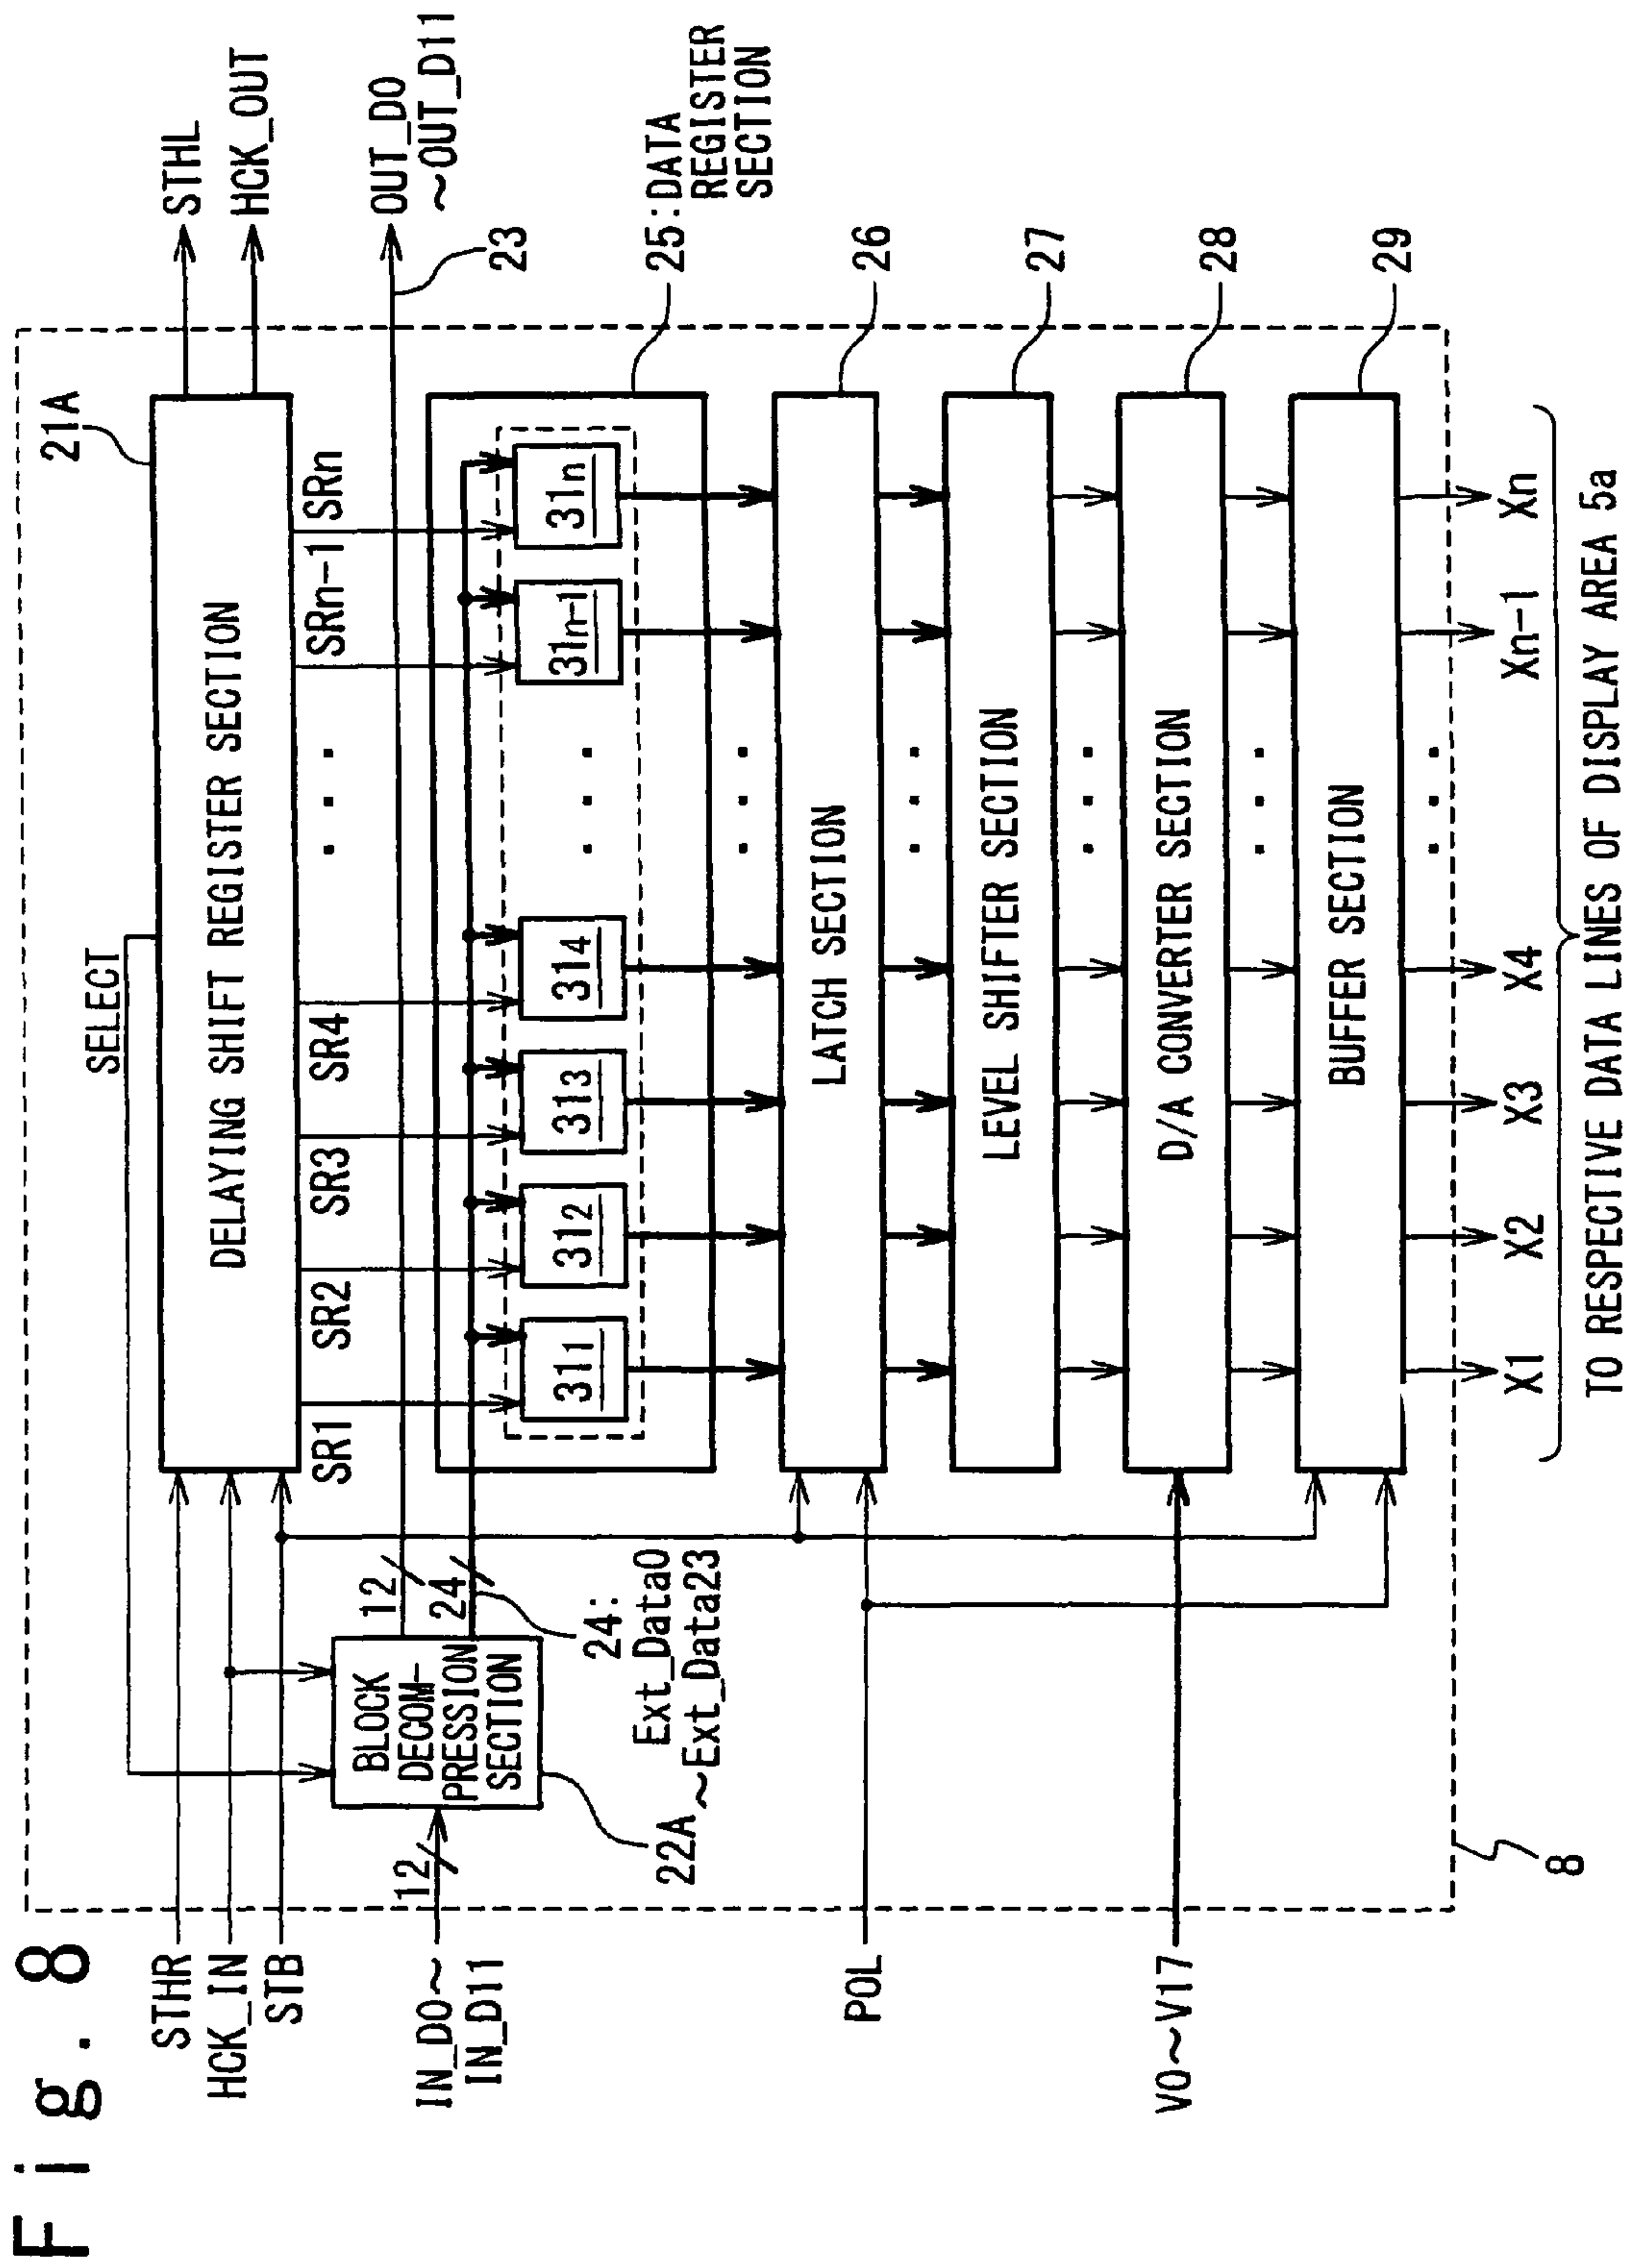 Fig. 8
21A
SELECT
STHR
HCK_IN
STB
DELAYING SHIFT REGISTER SECTION
STHL
HCK_OUT
SR1
SR2
SR3
SR4
SRn-1
SRn
12
OUT_D0
~OUT_D11
23
IN_D0~
IN_D11
12
BLOCK
DECOM-
PRESSION
SECTION
22A
24
24:
Ext_Data0
~Ext_Data23
311
312
313
314
31n-1
31n
25:DATA
REGISTER
SECTION
POL
LATCH SECTION
26
LEVEL SHIFTER SECTION
27
V0~V17
D/A CONVERTER SECTION
28
BUFFER SECTION
29
8
X1
X2
X3
X4
Xn-1
Xn
TO RESPECTIVE DATA LINES OF DISPLAY AREA 5a